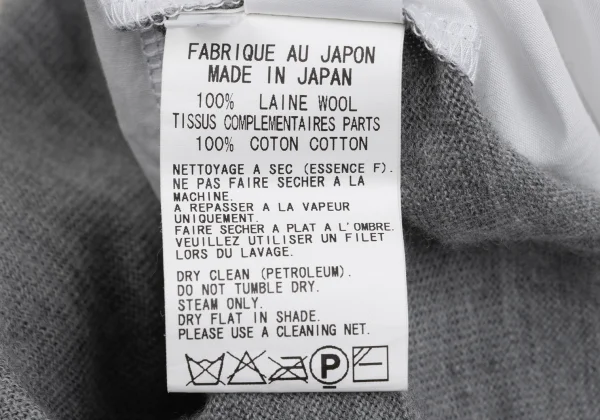 FABRIQUE AU JAPON
MADE IN JAPAN
100% LAINE WOOL
TISSUS COMPLEMENTAIRES PARTS
100% COTON COTTON
NETTOYAGE A SEC (ESSENCE F).
NE PAS FAIRE SECHER A LA
MACHINE.
A REPASSER A LA VAPEUR
UNIQUEMENT.
FAIRE SECHER A PLAT A L'OMBRE.
VEUILLEZ UTILISER UN FILET
LORS DU LAVAGE.
DRY CLEAN (PETROLEUM).
DO NOT TUMBLE DRY.
STEAM ONLY.
DRY FLAT IN SHADE.
PLEASE USE A CLEANING NET.
P